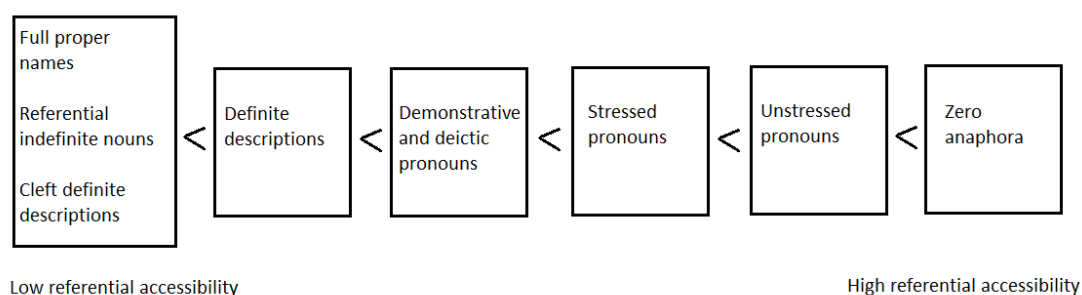 Full proper
names
Referential
indefinite nouns
Cleft definite
descriptions
<
Definite
descriptions
<
Demonstrative
and deictic
pronouns
<
Stressed
pronouns
<
Unstressed
pronouns
<
Zero
anaphora
Low referential accessibility
High referential accessibility